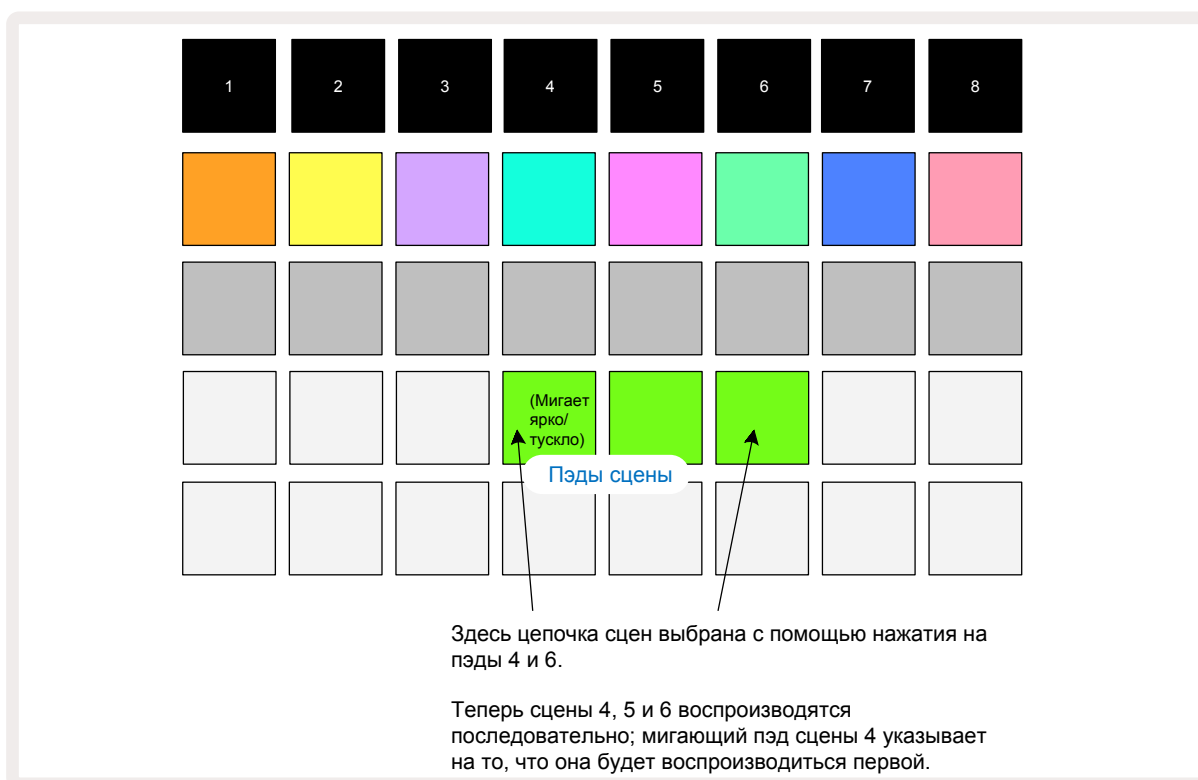 1 2 3 4 5 6 7 8
(Мигает
ярко/
тускло)
Пэды сцены
Здесь цепочка сцен выбрана с помощью нажатия на
пэды 4 и 6.
Теперь сцены 4, 5 и 6 воспроизводятся
последовательно; мигающий пэд сцены 4 указывает
на то, что она будет воспроизводиться первой.